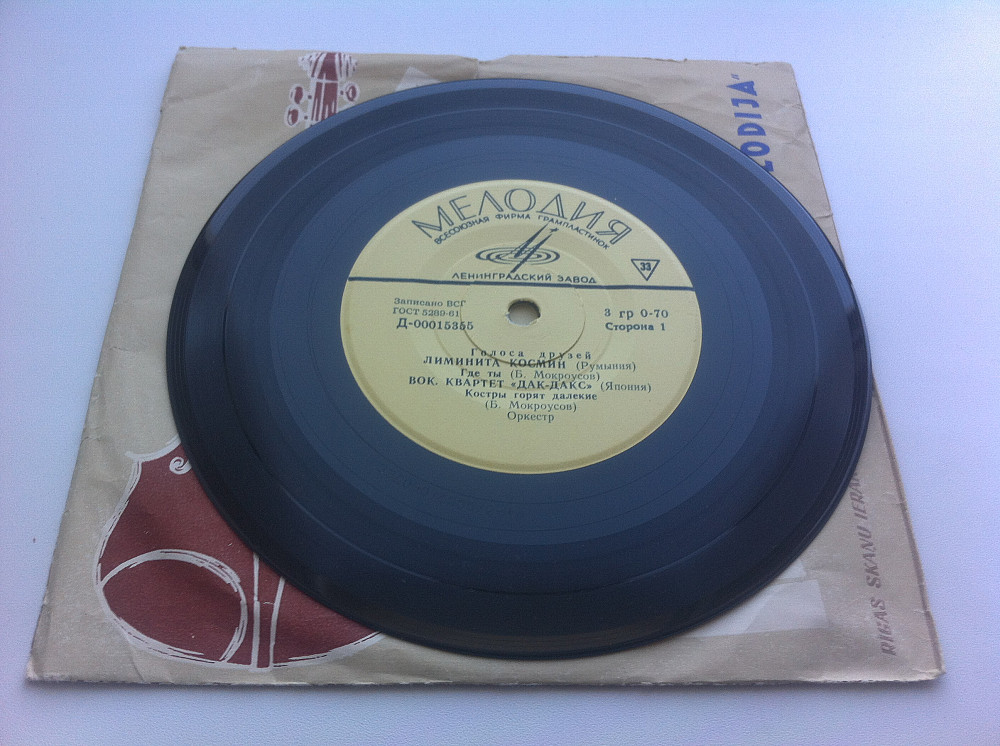 МЕЛОДИЯ
ВСЕСОЮЗНАЯ ФИРМА ГРАМПЛАСТИНОК
ЛЕНИНГРАДСКИЙ ЗАВОД
33
Записано ВСГ
ГОСТ 5289-61
Д-00015355
3 гр 0-70
Сторона 1
Голоса друзей
ЛИМИНИТА КОСМИН (Румыния)
Где ты (Б. Мокроусов)
ВОК. КВАРТЕТ «ДАК-ДАКС» (Япония)
Костры горят далекие
(Б. Мокроусов)
Оркестр
LODIJA"
RIGAS SKAŅU IERA